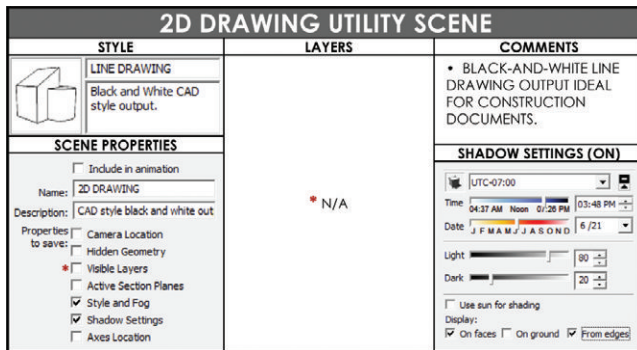 2D DRAWING UTILITY SCENE
STYLE
LINE DRAWING
Black and White CAD
style output.
SCENE PROPERTIES
Include in animation
Name: 2D DRAWING
Description: CAD style black and white out
Properties
to save:
Camera Location
Hidden Geometry
* Visible Layers
Active Section Planes
Style and Fog
Shadow Settings
Axes Location
LAYERS
* N/A
COMMENTS
• BLACK-AND-WHITE LINE
DRAWING OUTPUT IDEAL
FOR CONSTRUCTION
DOCUMENTS.
SHADOW SETTINGS (ON)
UTC-07:00
Time 04:37 AM Noon 07:26 PM 03:48 PM
Date J F M A M J J A S O N D 6 /21
Light 80
Dark 20
Use sun for shading
Display:
On faces On ground From edges